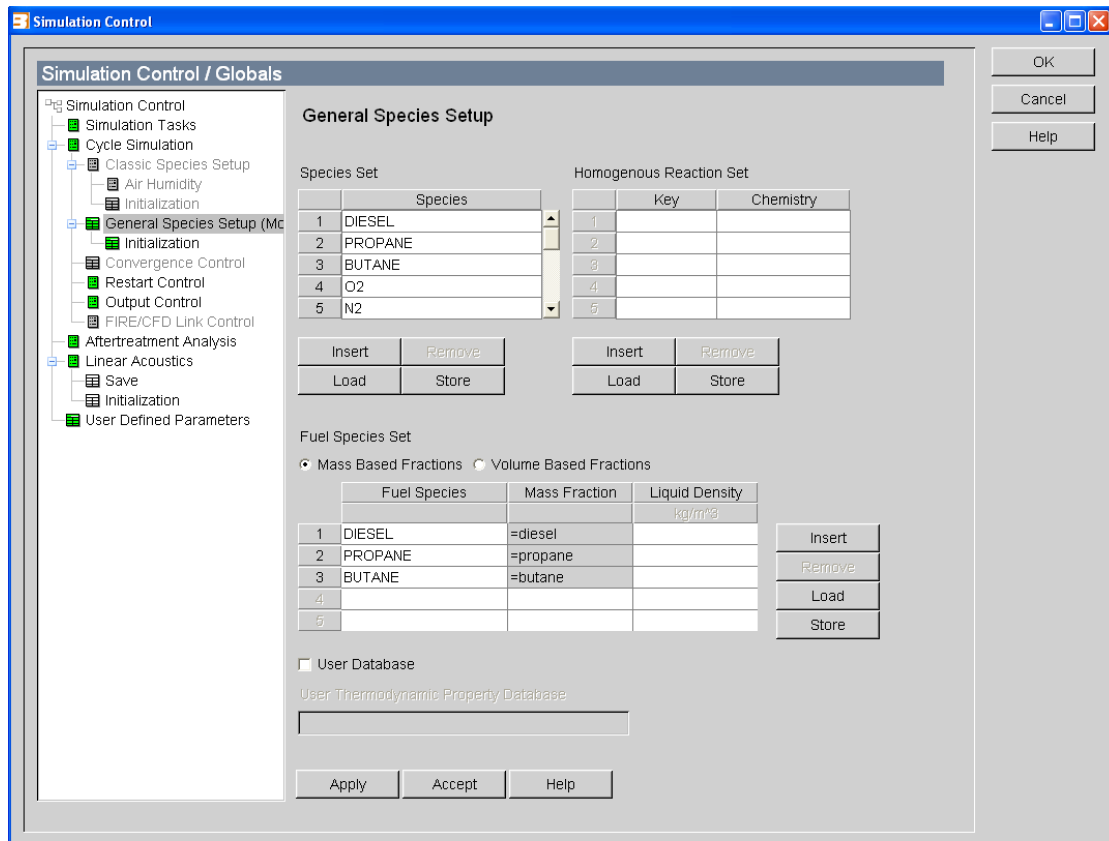 Simulation Control
OK
Cancel
Help
Simulation Control / Globals
Simulation Control
Simulation Tasks
Cycle Simulation
Classic Species Setup
Air Humidity
Initialization
General Species Setup (Mo
Initialization
Convergence Control
Restart Control
Output Control
FIRE/CFD Link Control
Aftertreatment Analysis
Linear Acoustics
Save
Initialization
User Defined Parameters
General Species Setup
Species Set
Species
1 DIESEL
2 PROPANE
3 BUTANE
4 O2
5 N2
Insert Remove
Load Store
Homogenous Reaction Set
Key Chemistry
1
2
3
4
5
Insert Remove
Load Store
Fuel Species Set
Mass Based Fractions Volume Based Fractions
Fuel Species Mass Fraction Liquid Density
kg/m^3
1 DIESEL =diesel
2 PROPANE =propane
3 BUTANE =butane
4
5
Insert
Remove
Load
Store
User Database
User Thermodynamic Property Database
Apply Accept Help